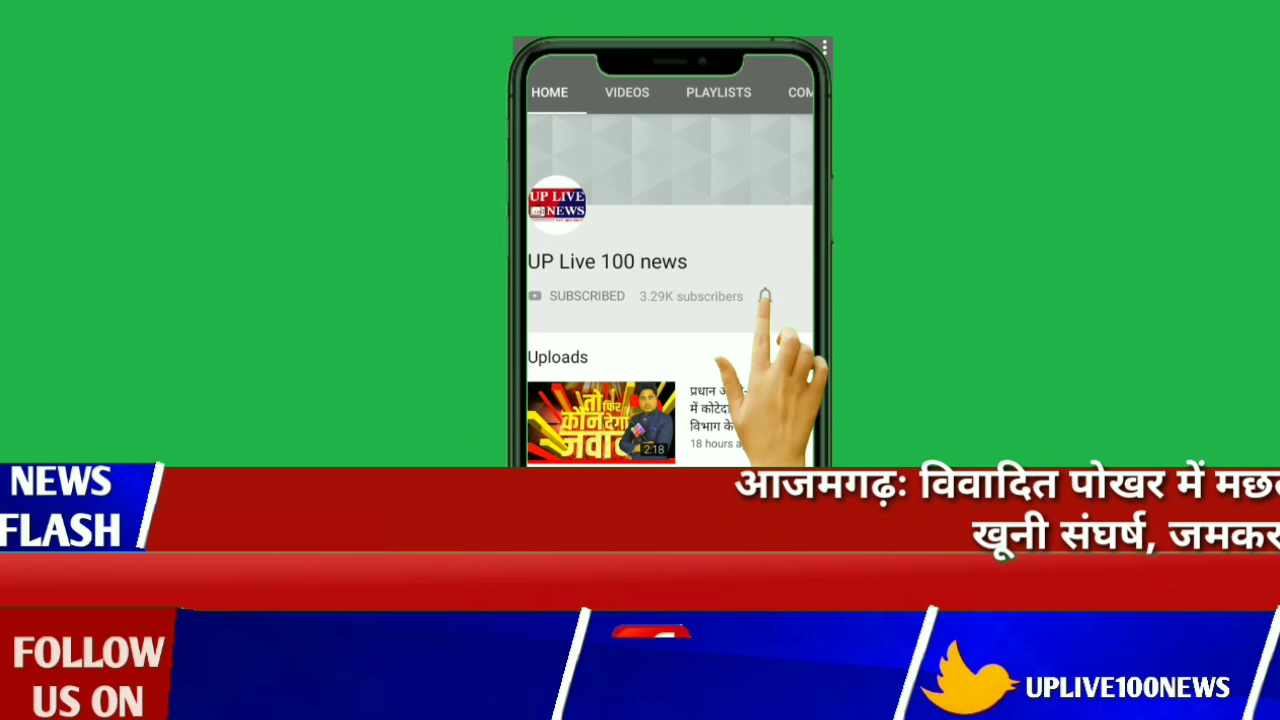 HOME VIDEOS PLAYLISTS
UP LIVE
NEWS
UP Live 100 news
SUBSCRIBED 3.29K subscribers
Uploads
तो फिर
कौन देगा
2:18
प्रधान
में
विभाग के
18 hours
NEWS
FLASH
आजमगढ़ः विवादित पोखर में
खूनी संघर्ष,
FOLLOW
US ON
UPLIVE100NEWS